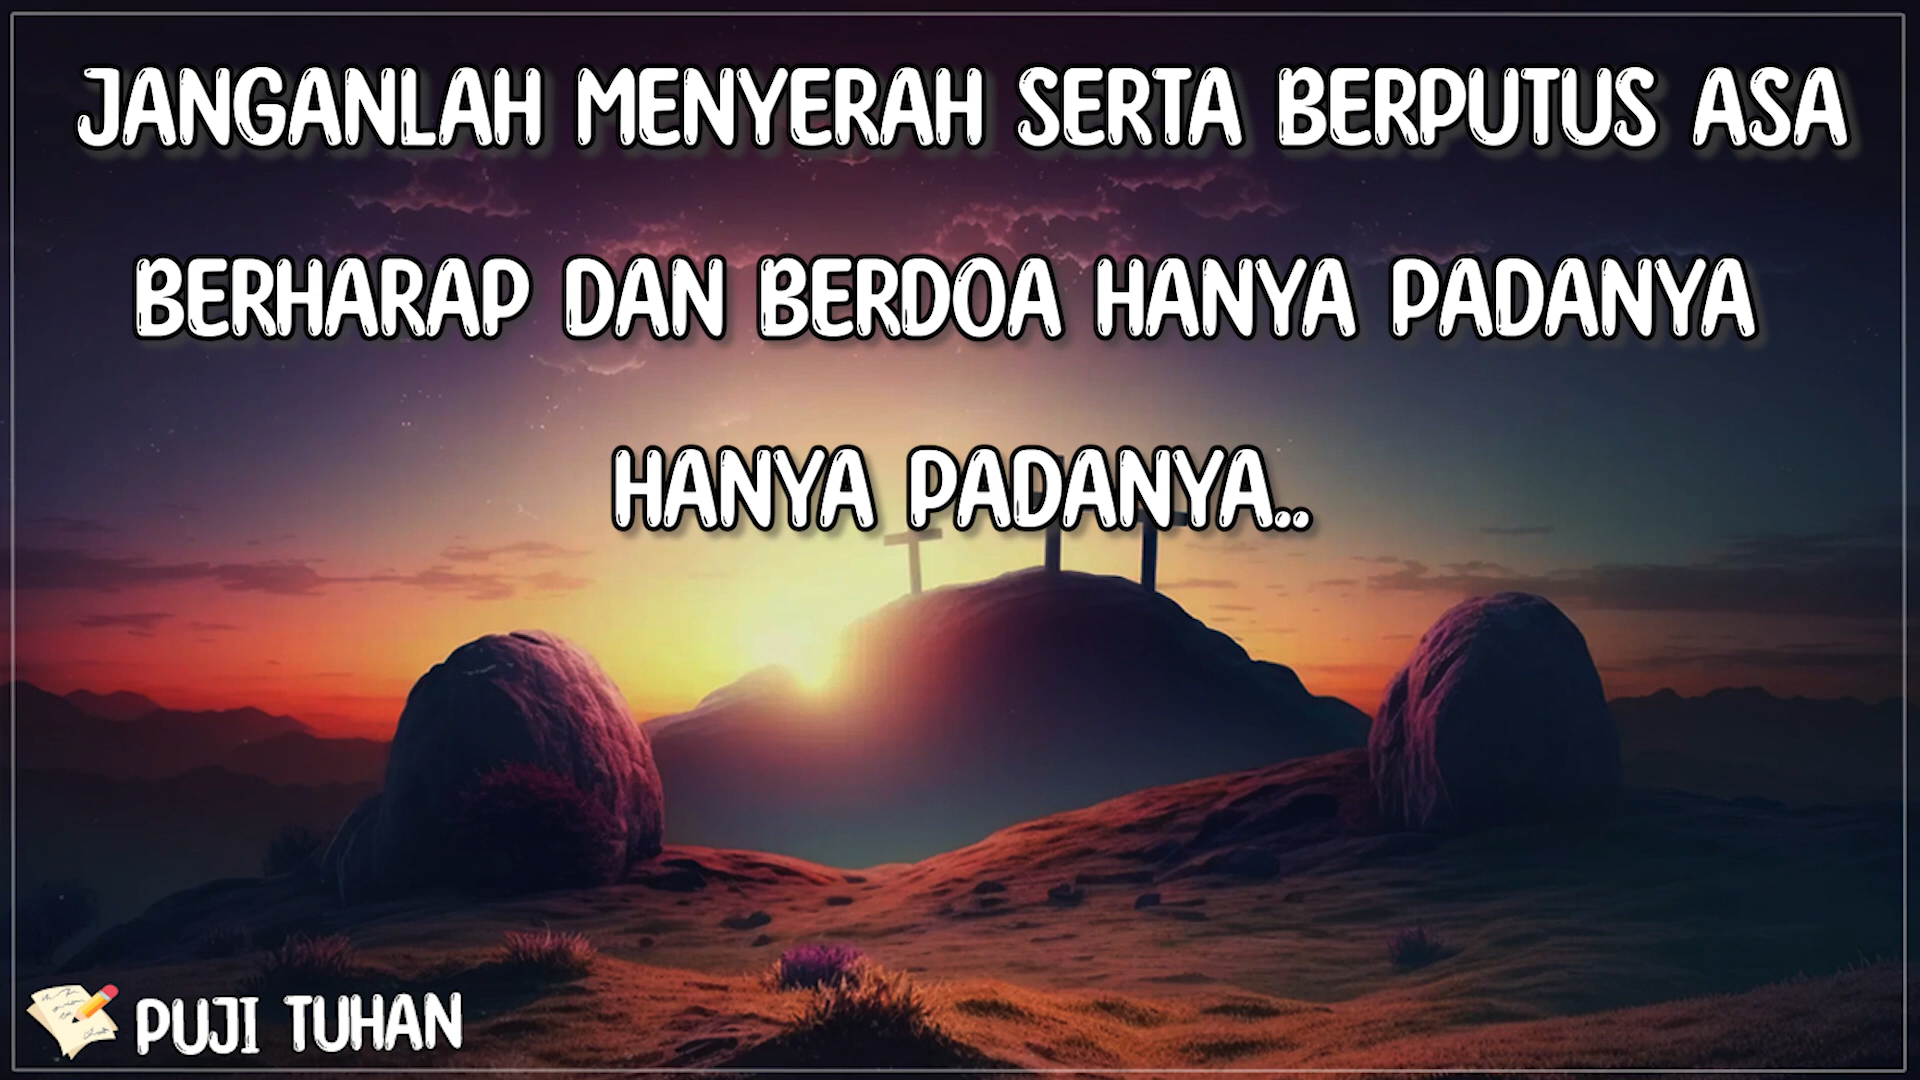 JANGANLAH MENYERAH SERTA BERPUTUS ASA
BERHARAP DAN BERDOA HANYA PADANYA
HANYA PADANYA..
PUJI TUHAN